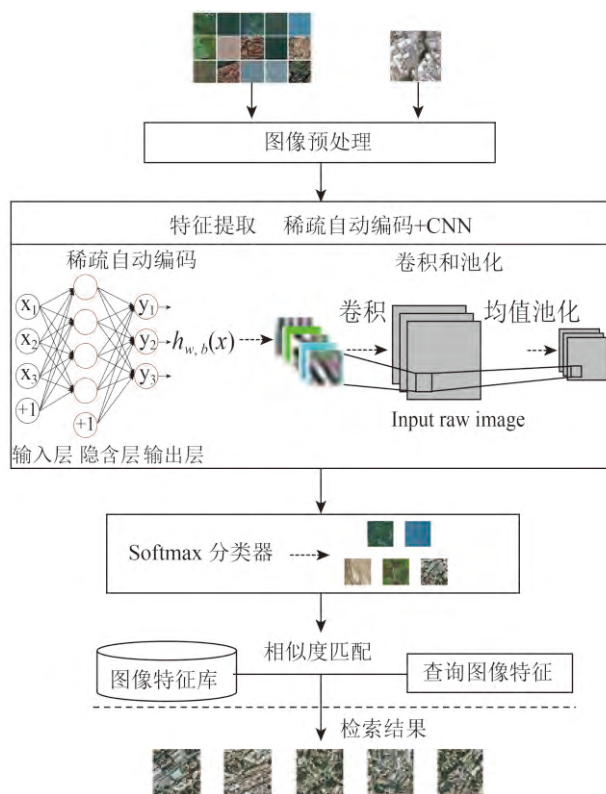 图像预处理
特征提取 稀疏自动编码+CNN
稀疏自动编码
卷积和池化
x1
x2
x3
+1
+1
y1
y2
y3
hw, b(x)
卷积
均值池化
Input raw image
输入层 隐含层 输出层
Softmax 分类器
相似度匹配
图像特征库
查询图像特征
检索结果